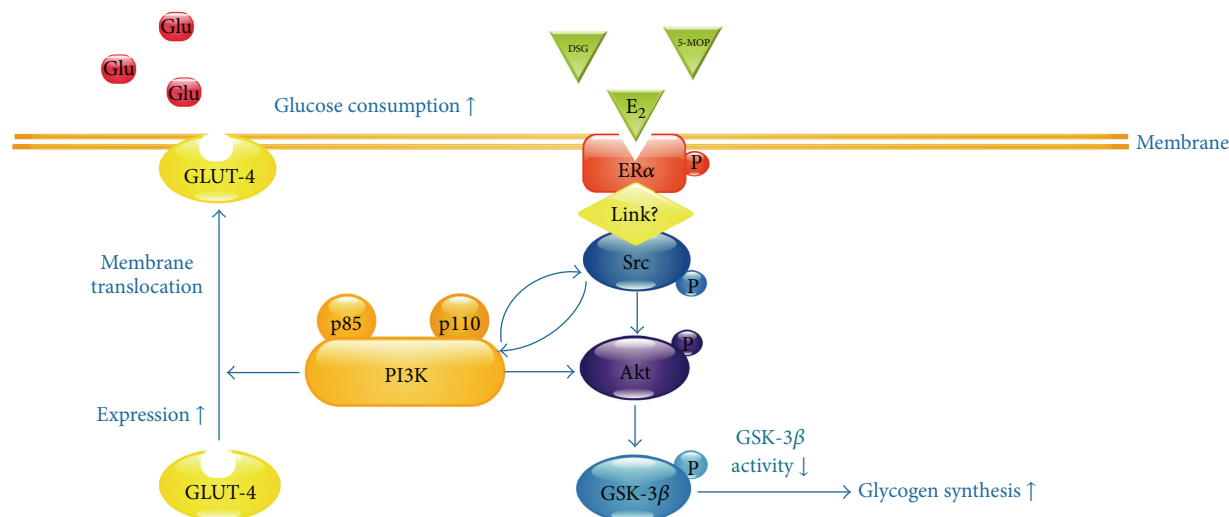 Glu
Glu
Glu
DSG
5-MOP
E2
Glucose consumption ↑
Membrane
GLUT-4
ERα
P
Link?
Src
P
Membrane
translocation
p85
p110
PI3K
P
Akt
Expression ↑
GLUT-4
GSK-3β
P
GSK-3β
activity ↓
Glycogen synthesis ↑